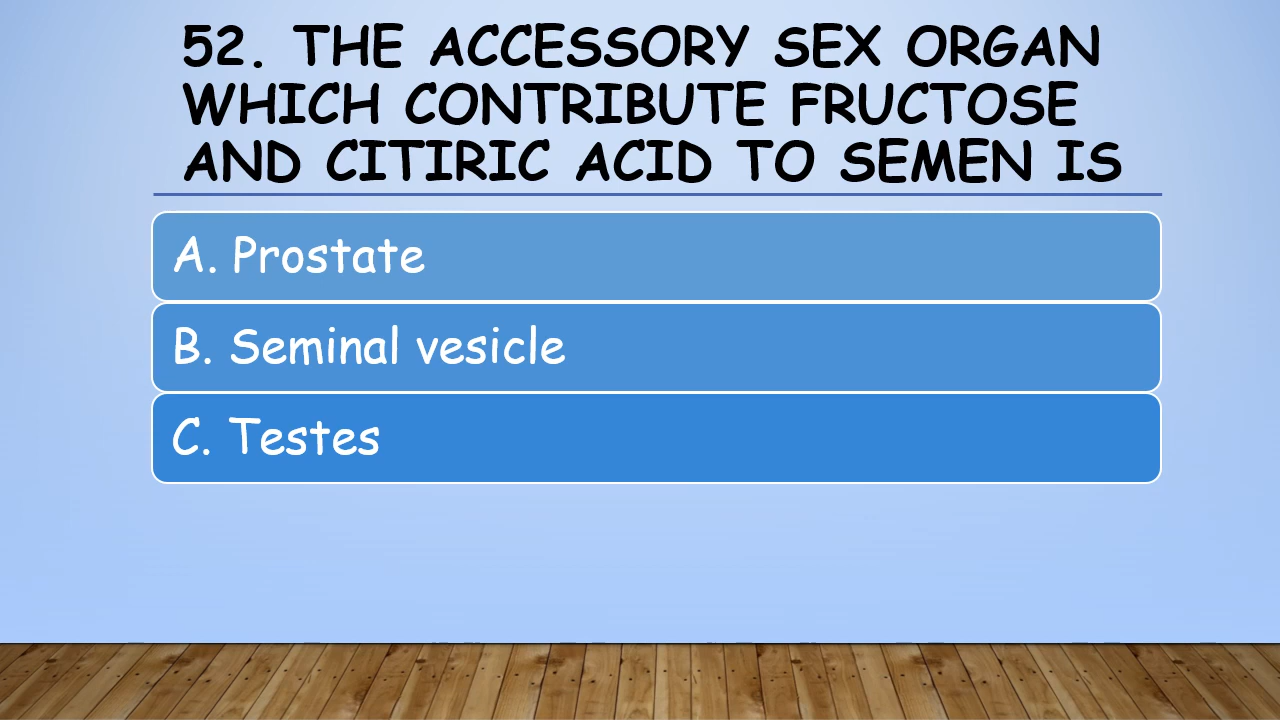 52. THE ACCESSORY SEX ORGAN
WHICH CONTRIBUTE FRUCTOSE
AND CITIRIC ACID TO SEMEN IS
A. Prostate
B. Seminal vesicle
C. Testes